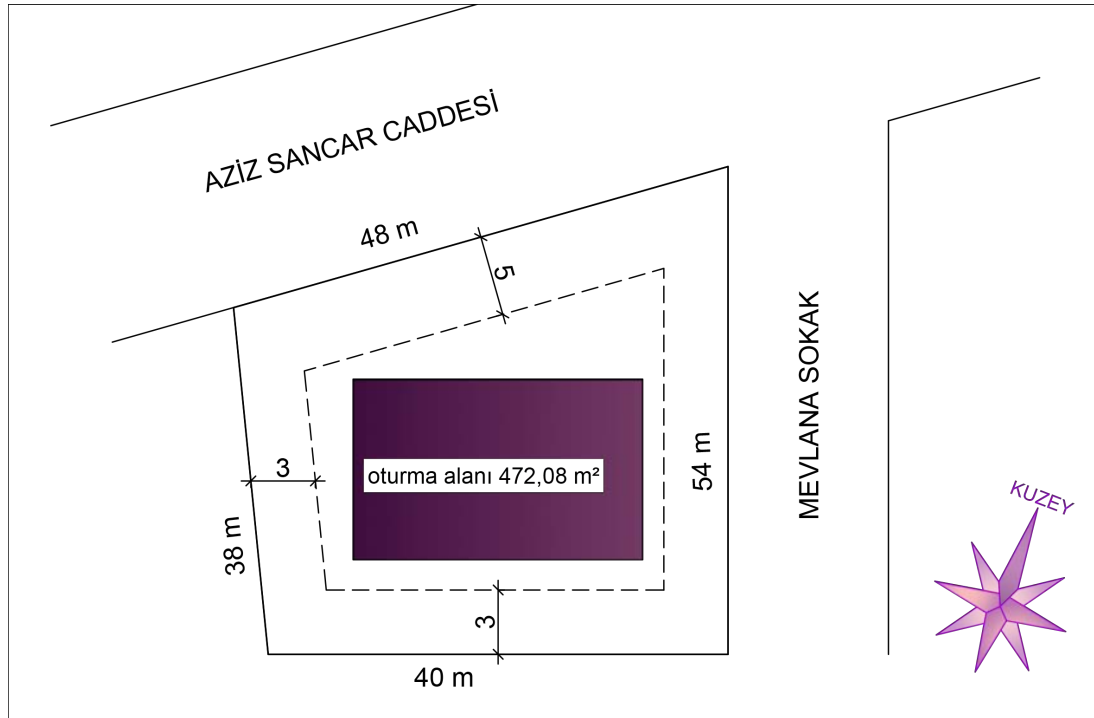 AZİZ SANCAR CADDESİ
48 m
5
MEVLANA SOKAK
3
oturma alanı 472,08 m²
54 m
KUZEY
38 m
3
40 m